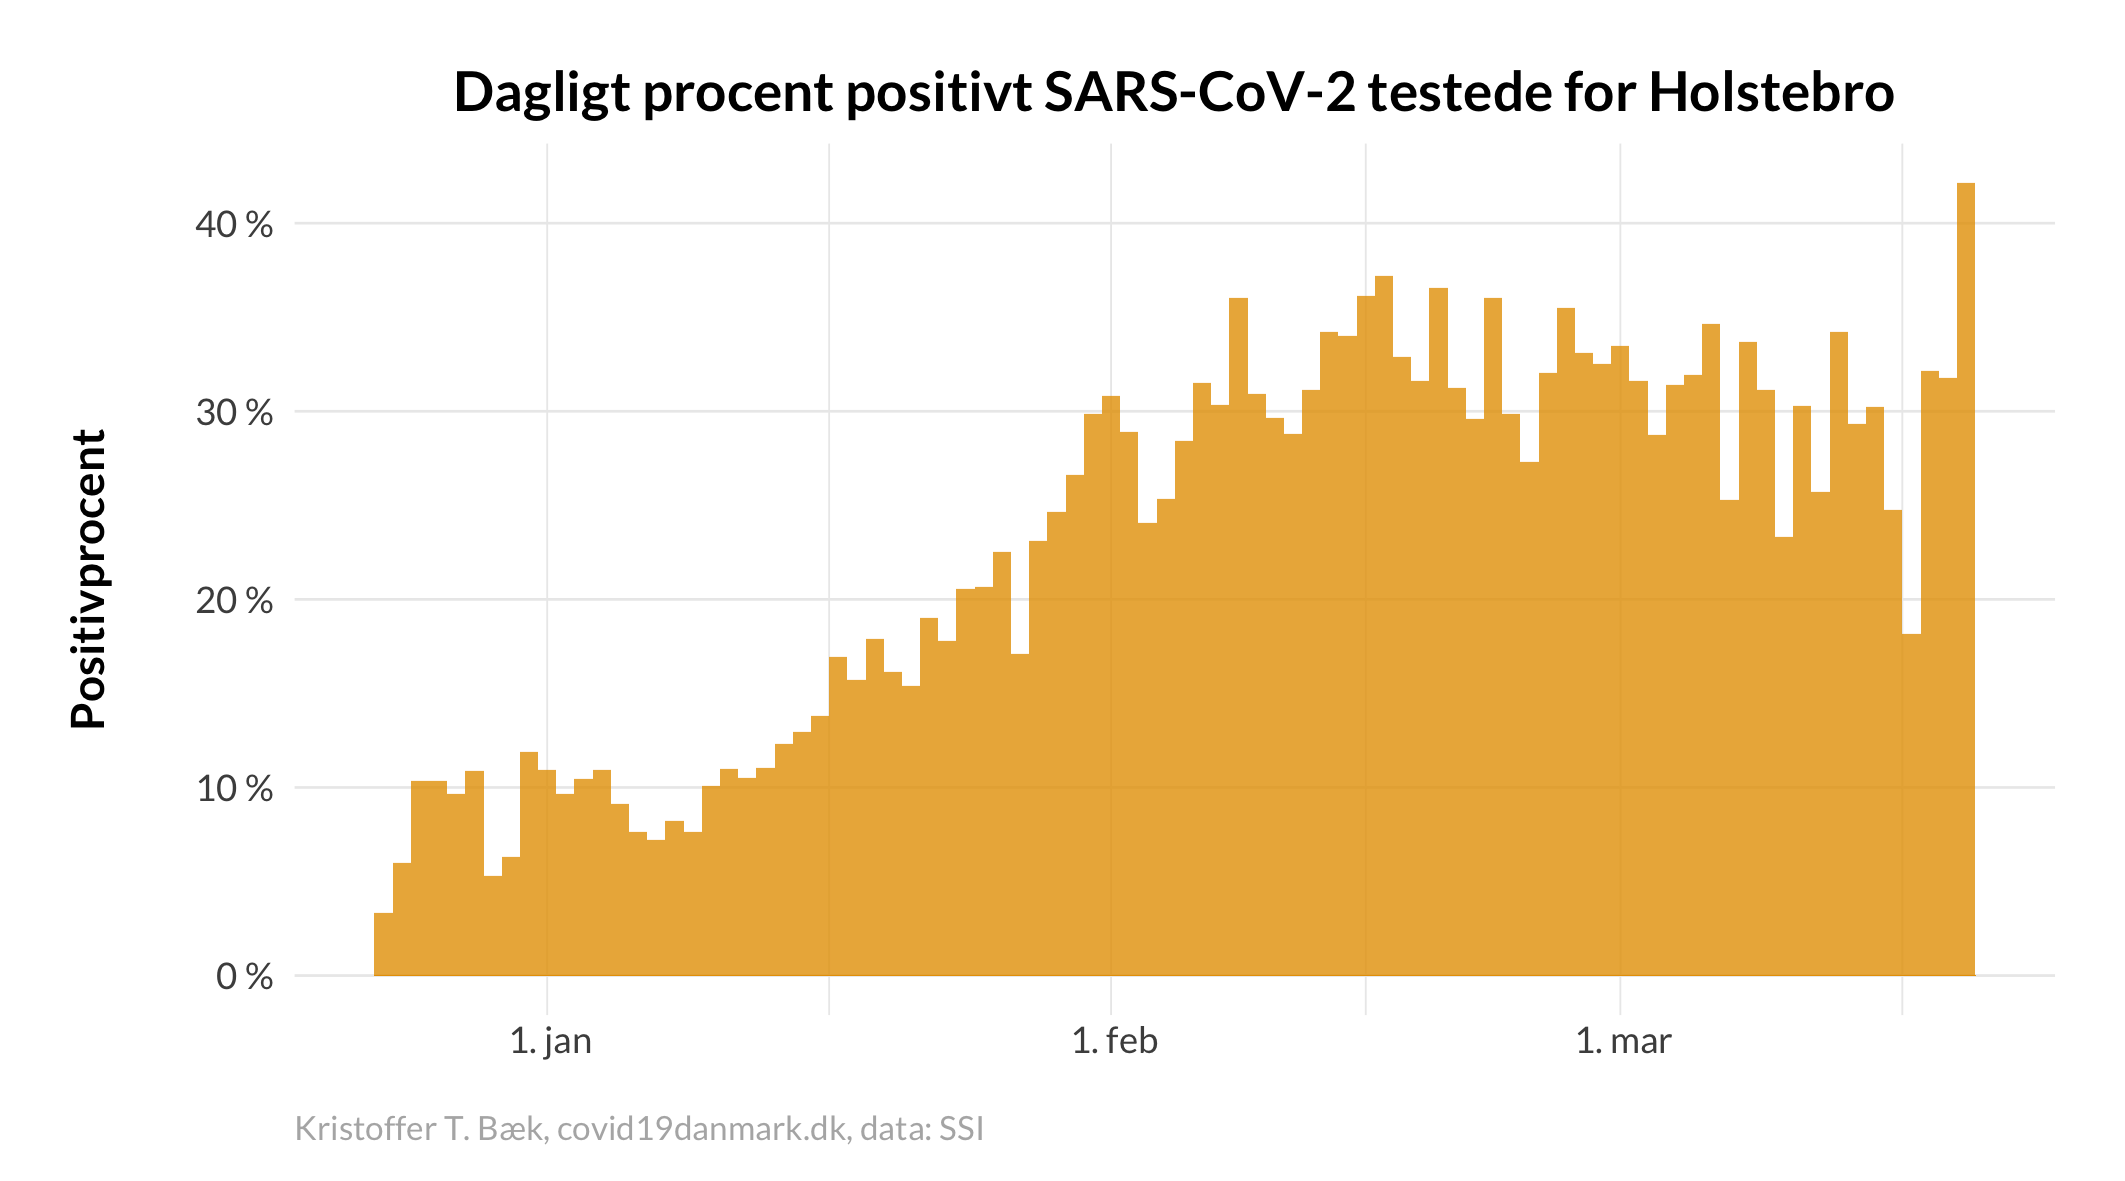 Dagligt procent positivt SARS-CoV-2 testede for Holstebro
Positivprocent
40 %
30 %
20 %
10 %
0 %
1. jan
1. feb
1. mar
Kristoffer T. Bæk, covid19danmark.dk, data: SSI